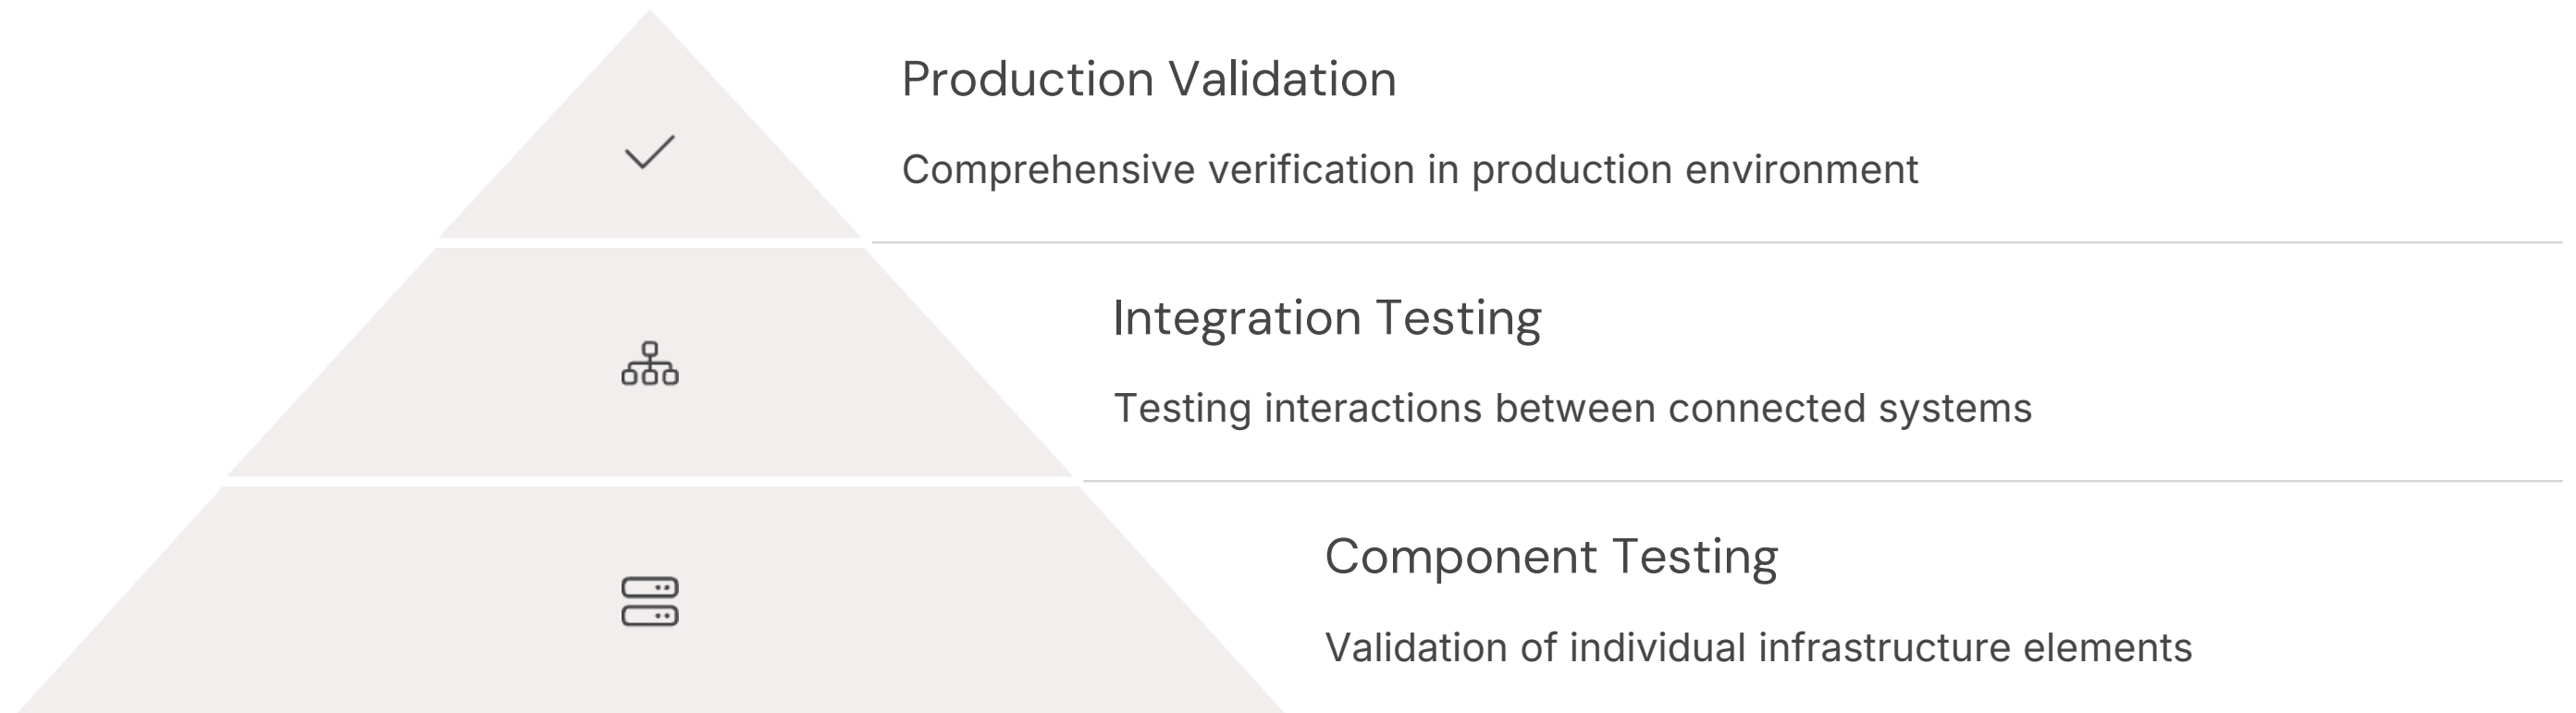 Production Validation
Comprehensive verification in production environment
Integration Testing
Testing interactions between connected systems
Component Testing
Validation of individual infrastructure elements